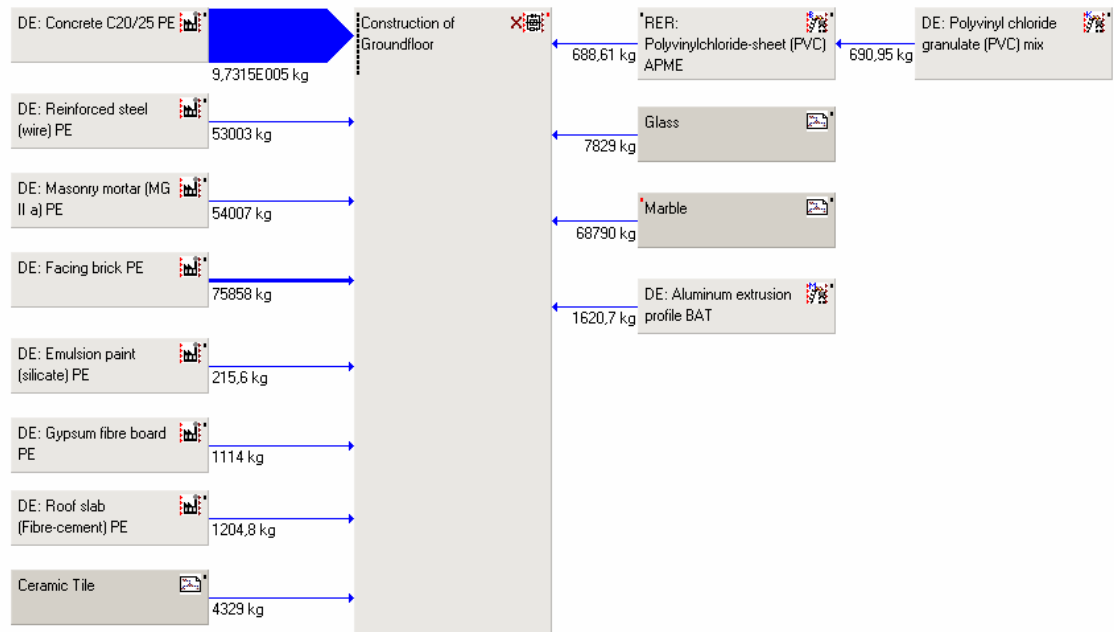 DE: Concrete C20/25 PE
9,7315E005 kg
DE: Reinforced steel
(wire) PE
53003 kg
DE: Masonry mortar (MG
II a) PE
54007 kg
DE: Facing brick PE
75858 kg
DE: Emulsion paint
(silicate) PE
215,6 kg
DE: Gypsum fibre board
PE
1114 kg
DE: Roof slab
(Fibre-cement) PE
1204,8 kg
Ceramic Tile
4329 kg
Construction of
Groundfloor
RER:
Polyvinylchloride-sheet (PVC)
APME
688,61 kg
DE: Polyvinyl chloride
granulate (PVC) mix
690,95 kg
Glass
7829 kg
Marble
68790 kg
DE: Aluminum extrusion
profile BAT
1620,7 kg